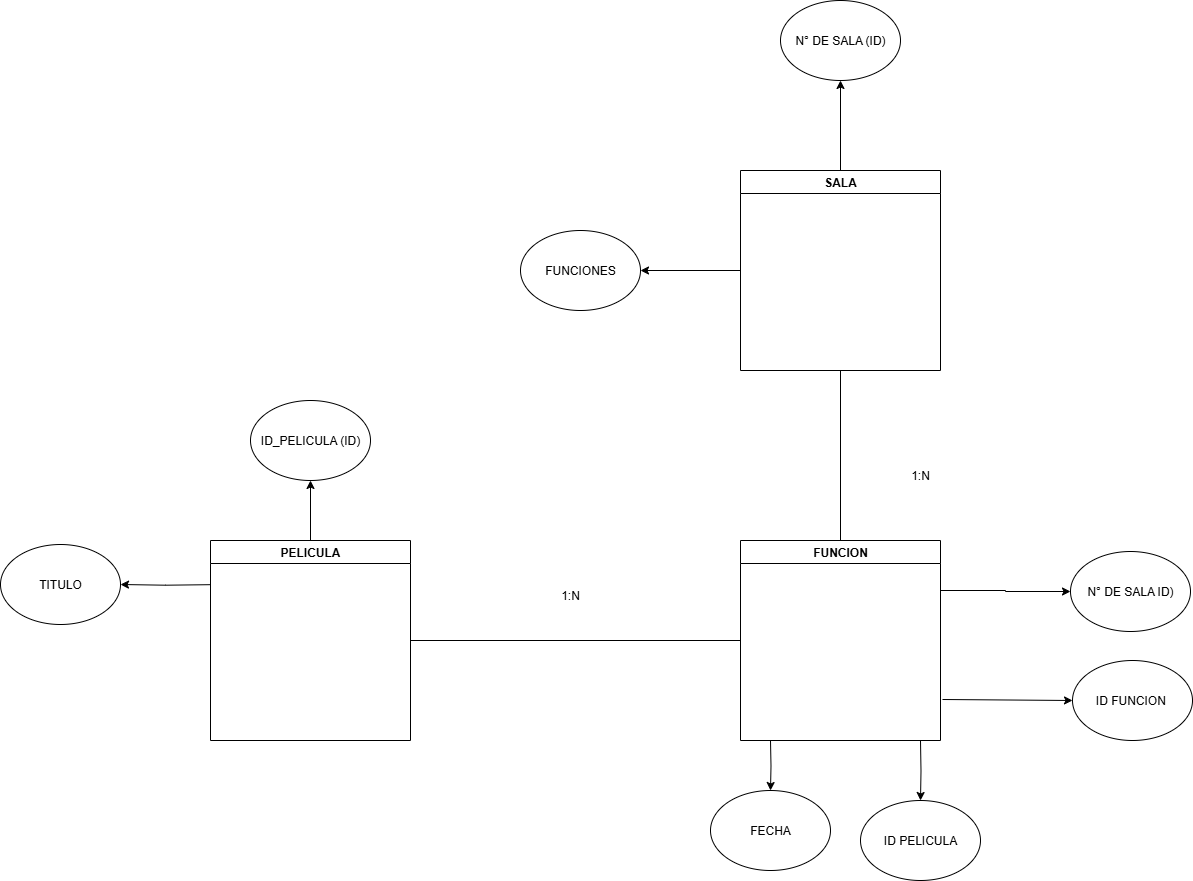 N° DE SALA (ID)
SALA
FUNCIONES
ID_PELICULA (ID)
1:N
PELICULA
FUNCION
TITULO
1:N
N° DE SALA ID)
ID FUNCION
FECHA
ID PELICULA